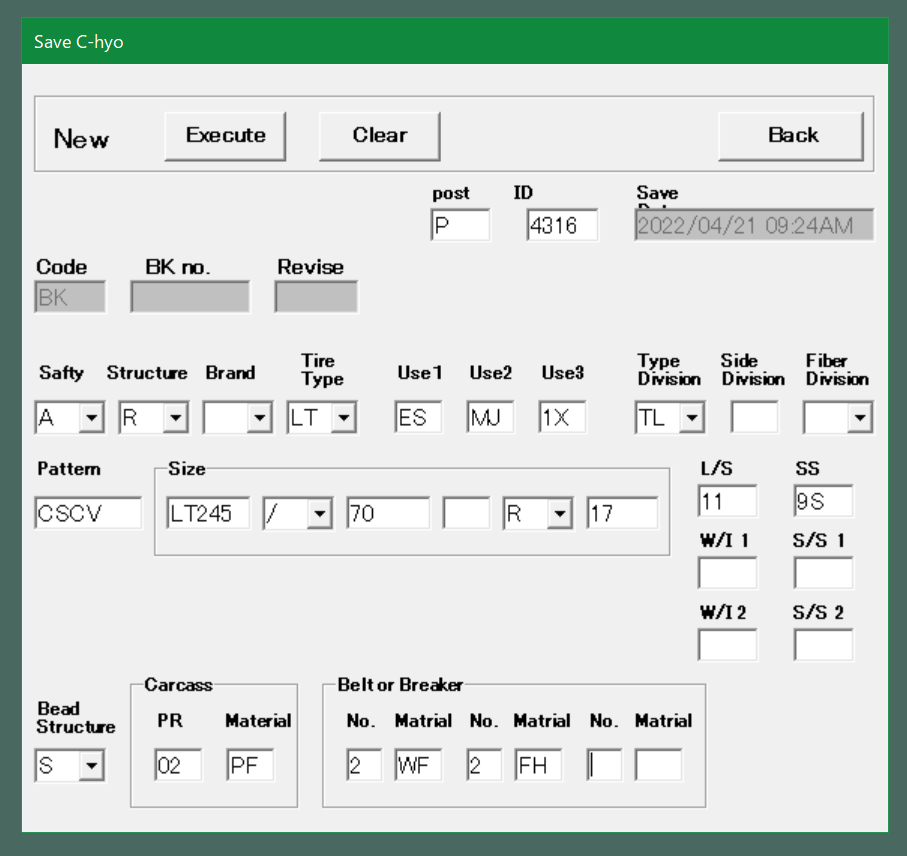 Save C-hyo
New Execute Clear Back
post ID Save
P 4316 2022/04/21 09:24AM
Code BK no. Revise
BK
Safty Structure Brand Tire Type Use1 Use2 Use3 Type Division Side Division Fiber Division
A R LT ES MJ 1X TL
Pattern Size L/S SS
CSCV LT245 / 70 R 17 11 9S
W/I 1 S/S 1
W/I 2 S/S 2
Bead Structure Carcass Belt or Breaker
PR Material No. Matrial No. Matrial No. Matrial
S 02 PF 2 WF 2 FH